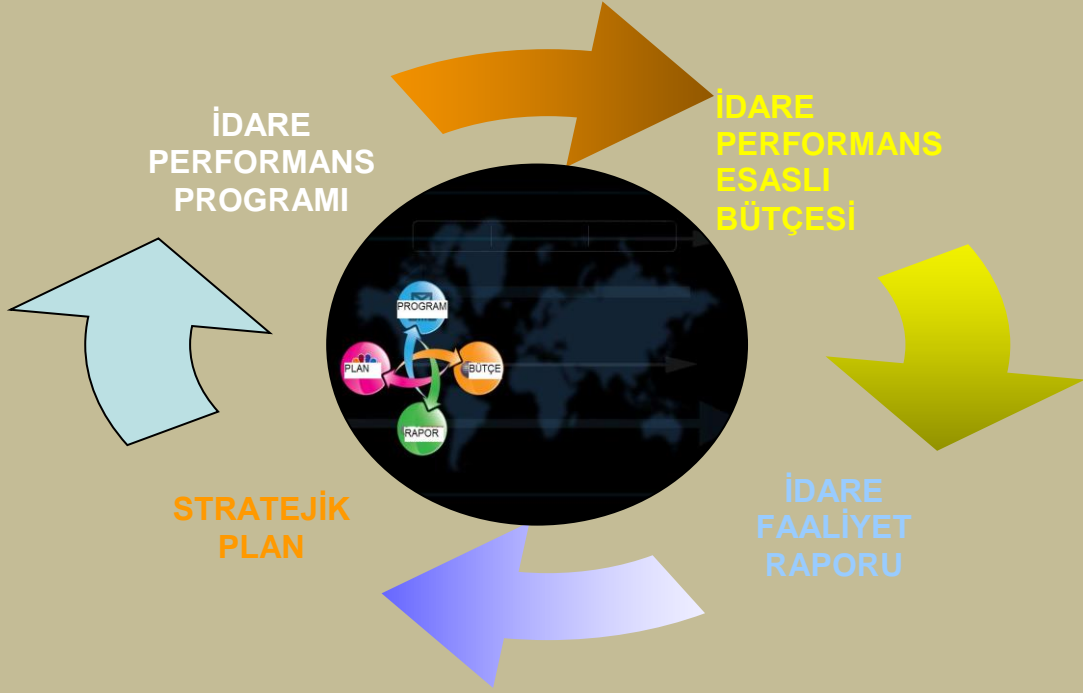 İDARE
PERFORMANS
PROGRAMI
İDARE
PERFORMANS
ESASLI
BÜTÇESİ
PROGRAM
PLAN
BÜTÇE
RAPOR
STRATEJİK
PLAN
İDARE
FAALİYET
RAPORU